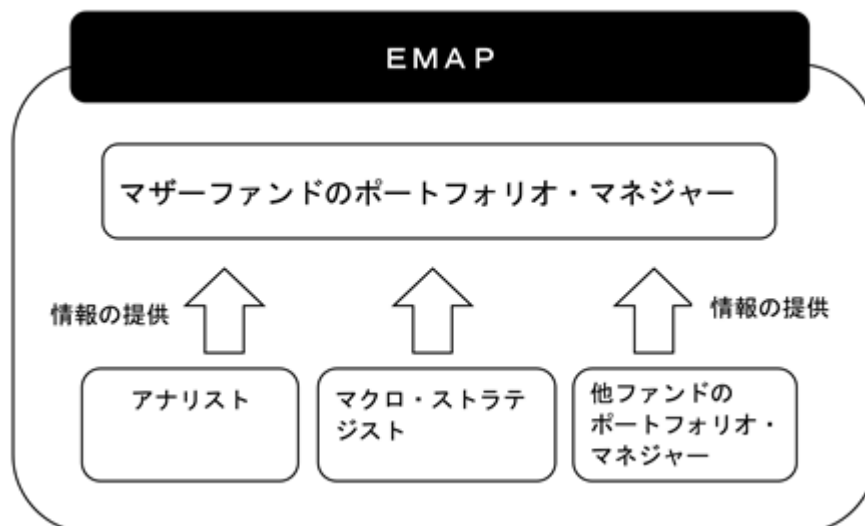 ＥＭＡＰ
マザーファンドのポートフォリオ・マネジャー
情報の提供
情報の提供
アナリスト
マクロ・ストラテ
ジスト
他ファンドの
ポートフォリオ・
マネジャー